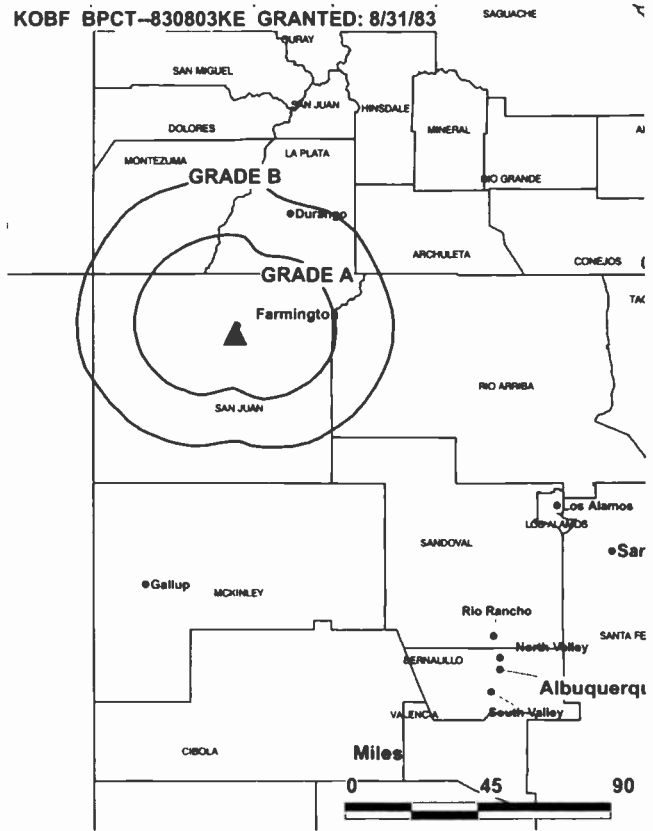 KOBF BPCT-830803KE GRANTED: 8/31/83
SAGUACHE
OURAY
SAN MIGUEL
SAN JUAN
HINSDALE
DOLORES
MINERAL
MONTEZUMA
LA PLATA
GRADE B
RIO GRANDE
Durango
ARCHULETA
CONEJOS
GRADE A
Farmington
RIO ARRIBA
SAN JUAN
Los Alamos
LOS ALAMOS
SANDOVAL
Gallup
MCKINLEY
Rio Rancho
SANTA FE
North Valley
BERNALILLO
Albuquerqu
VALENCIA
South Valley
CIBOLA
Miles
0 45 90